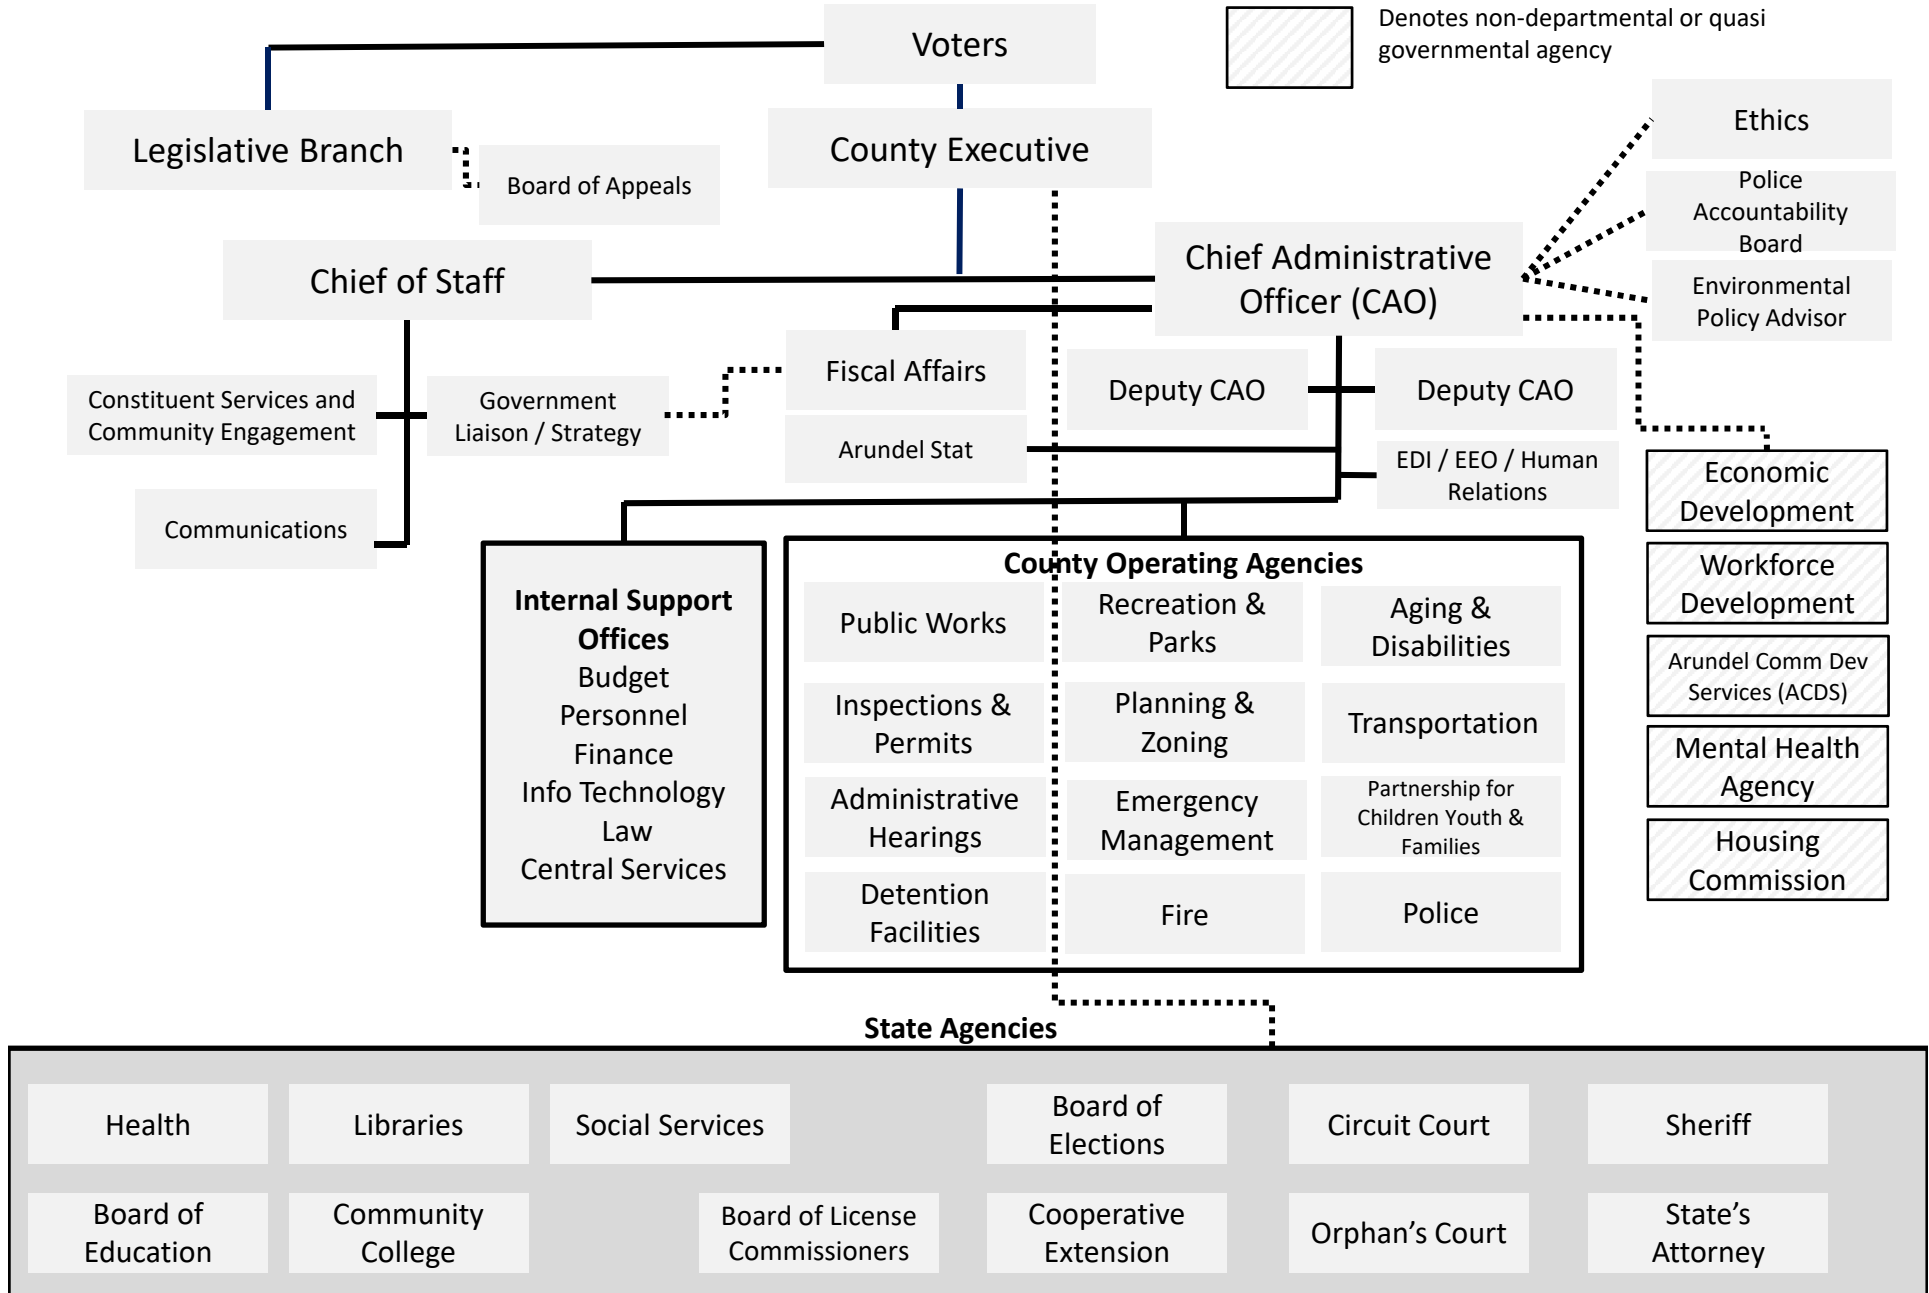 Voters
Denotes non-departmental or quasi
governmental agency
Legislative Branch
Board of Appeals
County Executive
Ethics
Police
Accountability
Board
Environmental
Policy Advisor
Chief of Staff
Chief Administrative
Officer (CAO)
Constituent Services and
Community Engagement
Government
Liaison / Strategy
Communications
Fiscal Affairs
Deputy CAO
Deputy CAO
Arundel Stat
EDI / EEO / Human
Relations
Internal Support
Offices
Budget
Personnel
Finance
Info Technology
Law
Central Services
County Operating Agencies
Public Works
Recreation &
Parks
Aging &
Disabilities
Inspections &
Permits
Planning &
Zoning
Transportation
Administrative
Hearings
Emergency
Management
Partnership for
Children Youth &
Families
Detention
Facilities
Fire
Police
Economic
Development
Workforce
Development
Arundel Comm Dev
Services (ACDS)
Mental Health
Agency
Housing
Commission
State Agencies
Health
Libraries
Social Services
Board of
Elections
Circuit Court
Sheriff
Board of
Education
Community
College
Board of License
Commissioners
Cooperative
Extension
Orphan’s Court
State’s
Attorney